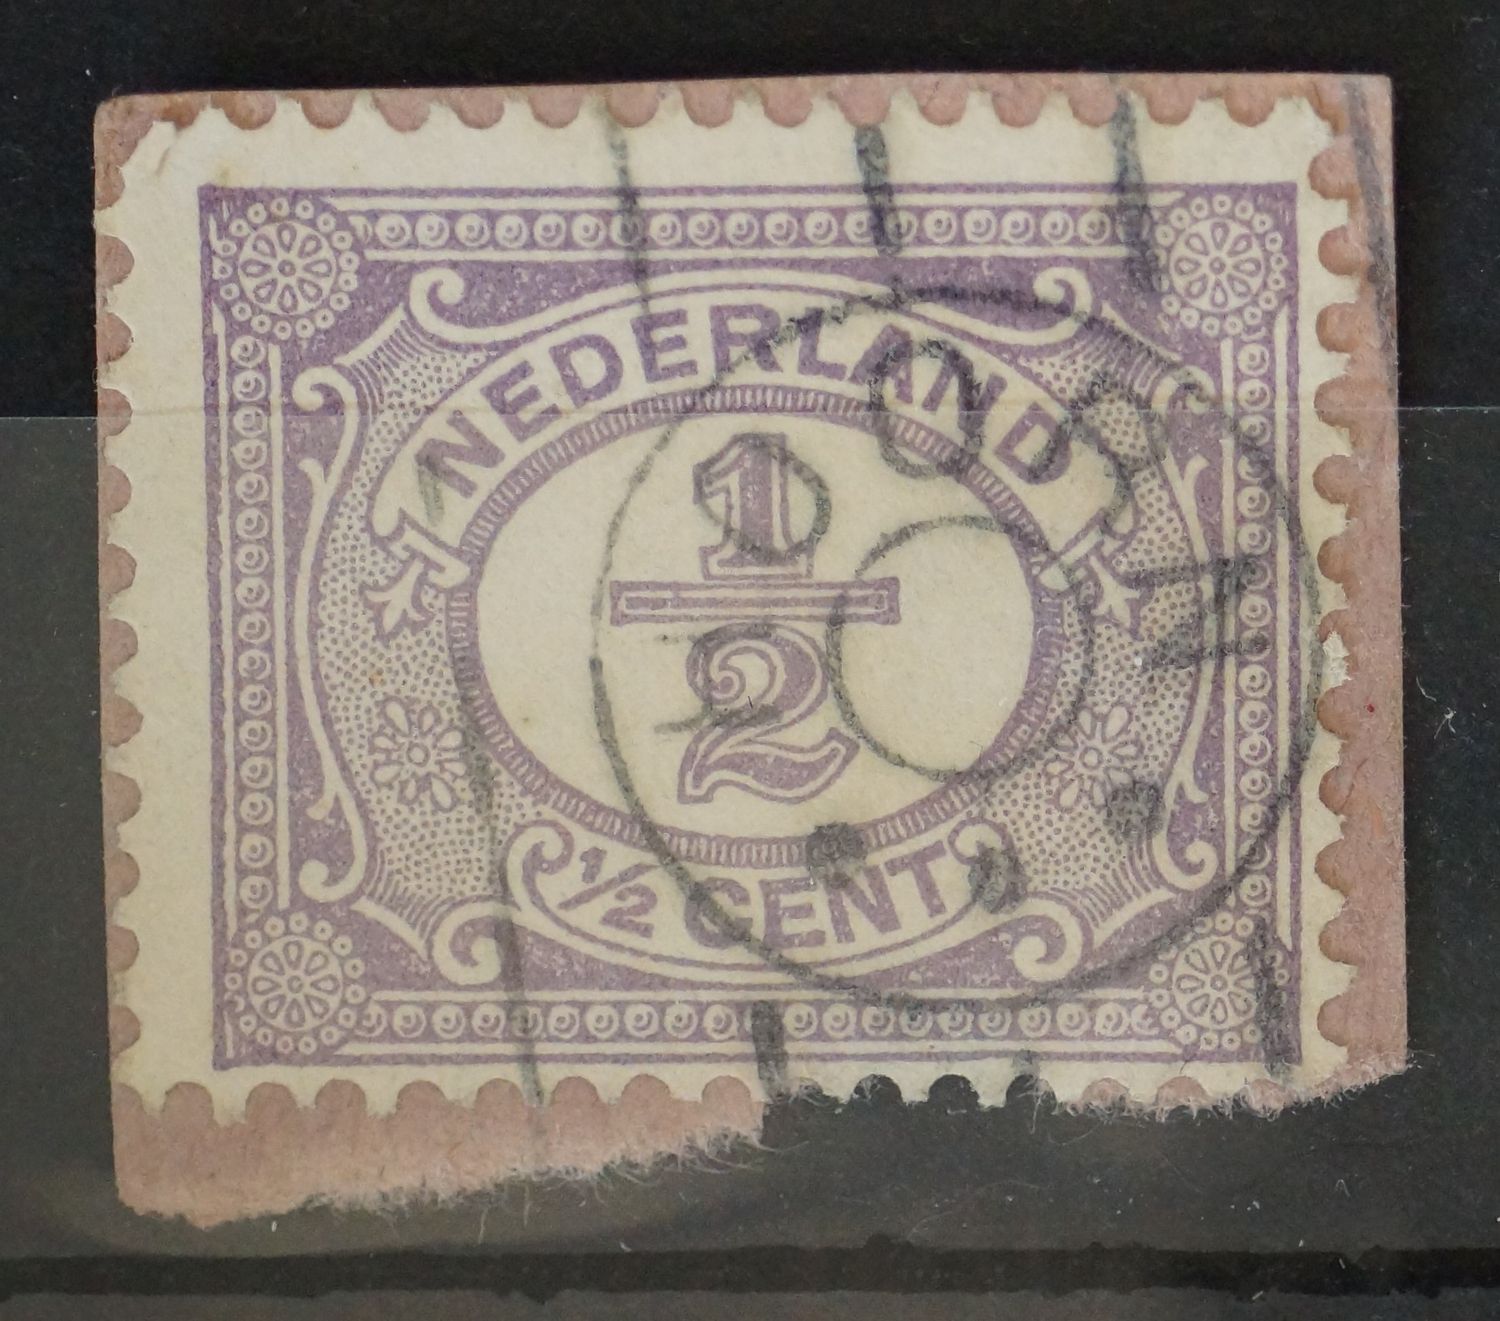 NEDERLAND
1/2
1/2 CENT